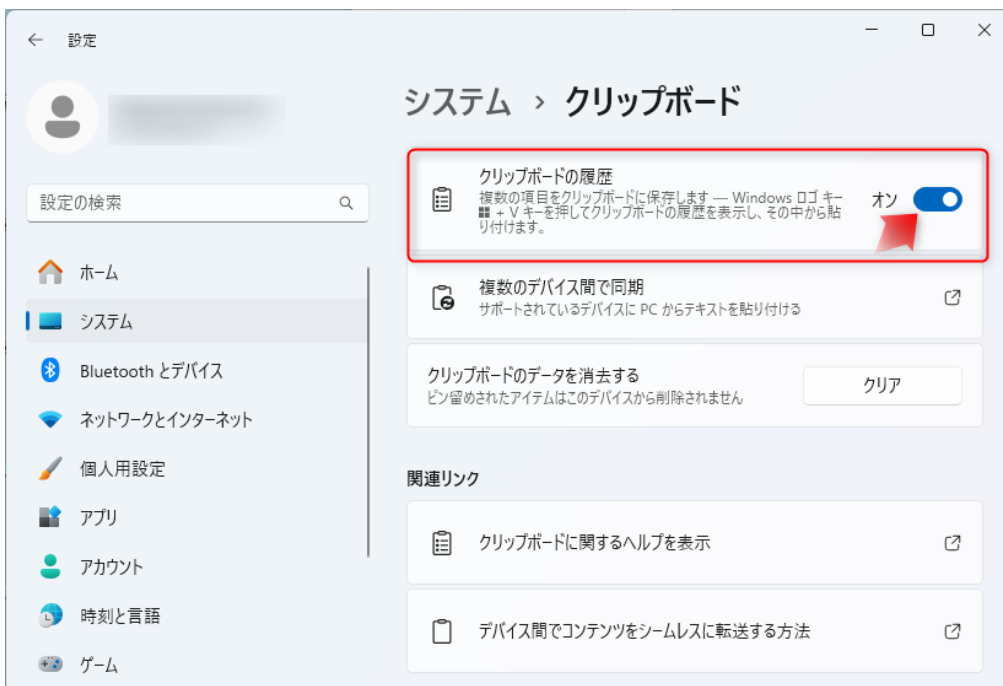 設定
システム › クリップボード
設定の検索
ホーム
システム
Bluetooth とデバイス
ネットワークとインターネット
個人用設定
アプリ
アカウント
時刻と言語
ゲーム
クリップボードの履歴
複数の項目をクリップボードに保存します — Windows ロゴ キー
+ V キーを押してクリップボードの履歴を表示し、その中から貼
り付けます。
オン
複数のデバイス間で同期
サポートされているデバイスに PC からテキストを貼り付ける
クリップボードのデータを消去する
ピン留めされたアイテムはこのデバイスから削除されません
クリア
関連リンク
クリップボードに関するヘルプを表示
デバイス間でコンテンツをシームレスに転送する方法